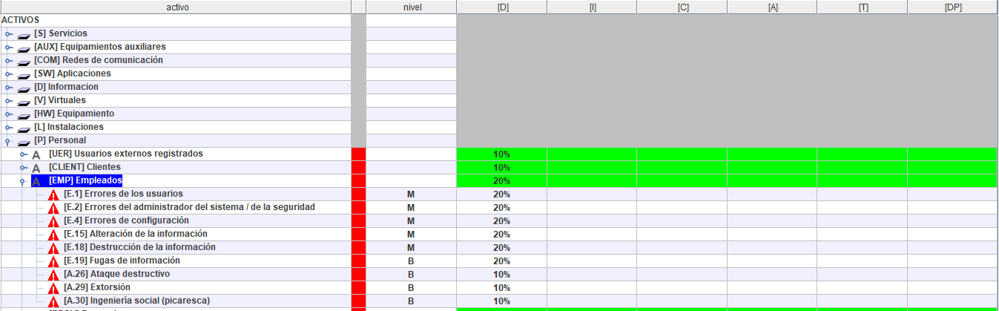 activo nivel [D] [I] [C] [A] [T] [DP]
ACTIVOS
[S] Servicios
[AUX] Equipamientos auxiliares
[COM] Redes de comunicación
[SW] Aplicaciones
[D] Informacion
[V] Virtuales
[HW] Equipamiento
[L] Instalaciones
[P] Personal
A [UER] Usuarios externos registrados 10%
A [CLIENT] Clientes 10%
A [EMP] Empleados 20%
[E.1] Errores de los usuarios M 20%
[E.2] Errores del administrador del sistema / de la seguridad M 20%
[E.4] Errores de configuración M 20%
[E.15] Alteración de la información M 20%
[E.18] Destrucción de la información M 20%
[E.19] Fugas de información B 20%
[A.26] Ataque destructivo B 10%
[A.29] Extorsión B 10%
[A.30] Ingeniería social (picaresca) B 10%